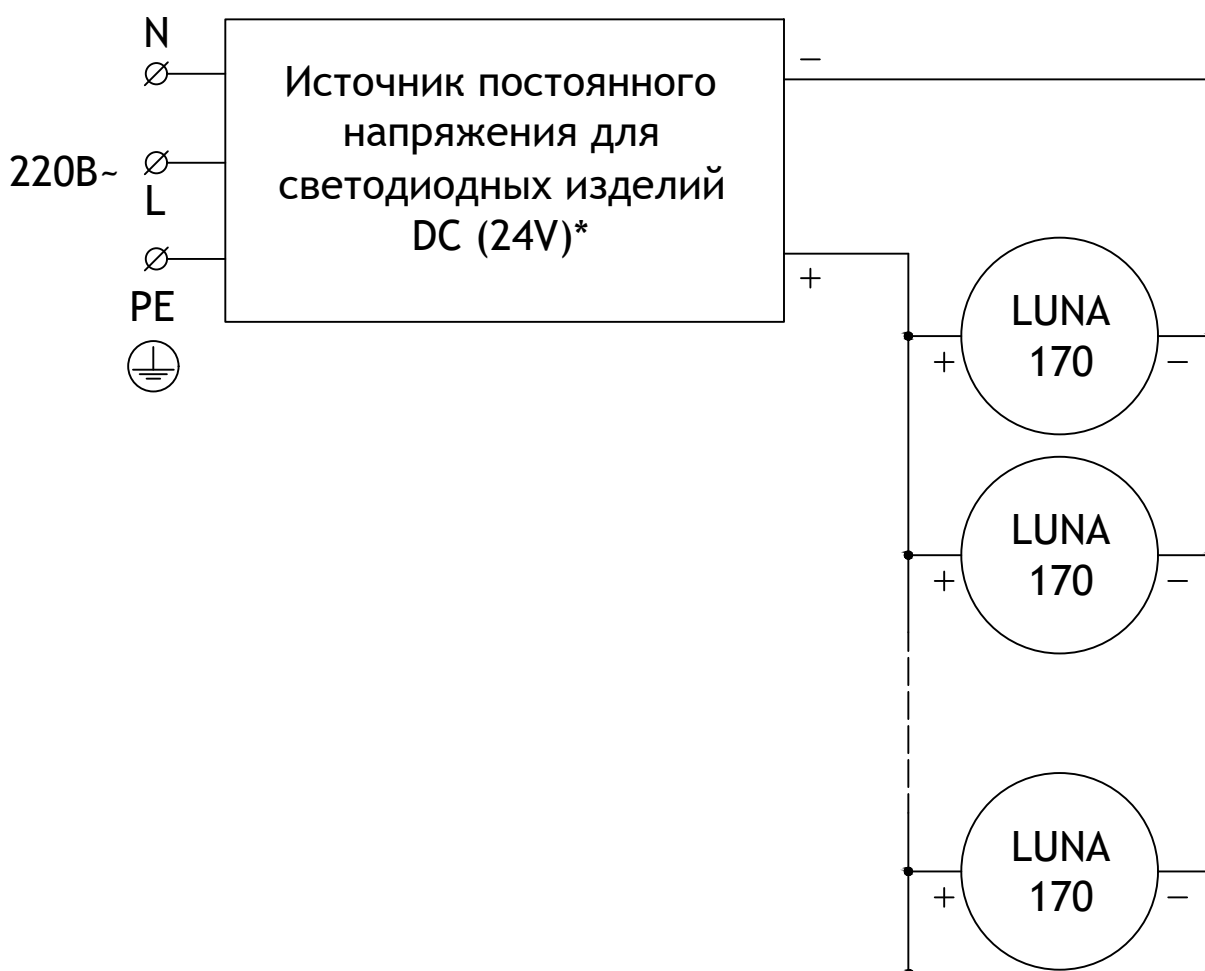 N
220В~
L
PE
Источник постоянного
напряжения для
светодиодных изделий
DC (24V)*
−
+
LUNA
170
+
−
LUNA
170
+
−
LUNA
170
+
−